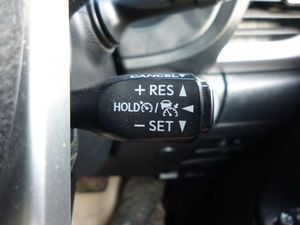 CANCEL
+ RES ▲
HOLD / ◄
− SET ▼